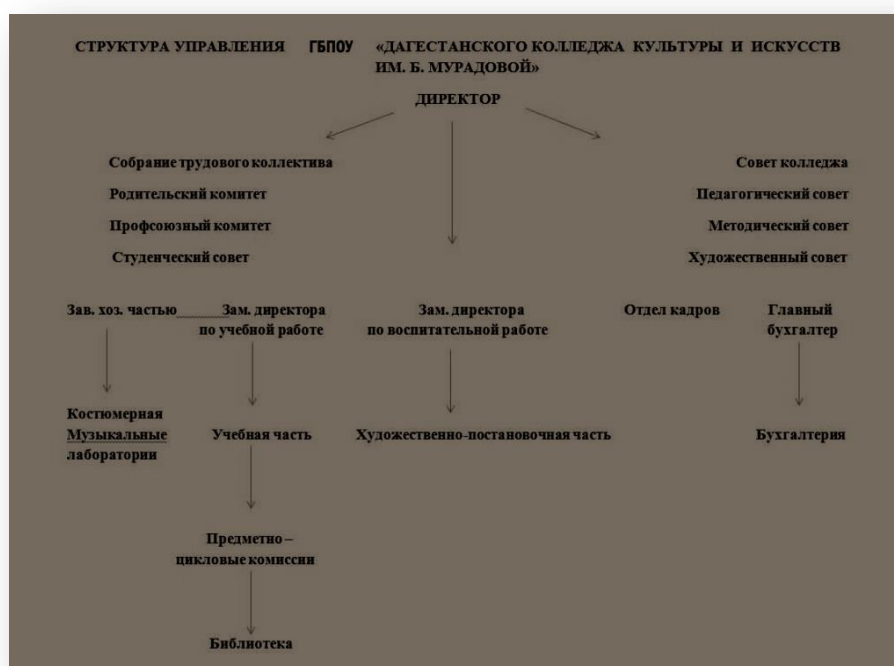 СТРУКТУРА УПРАВЛЕНИЯ ГБПОУ «ДАГЕСТАНСКОГО КОЛЛЕДЖА КУЛЬТУРЫ И ИСКУССТВ
ИМ. Б. МУРАДОВОЙ»
ДИРЕКТОР
Собрание трудового коллектива
Родительский комитет
Профсоюзный комитет
Студенческий совет
Совет колледжа
Педагогический совет
Методический совет
Художественный совет
Зав. хоз. частью
Зам. директора
по учебной работе
Зам. директора
по воспитательной работе
Отдел кадров
Главный
бухгалтер
Костюмерная
Музыкальные
лаборатории
Учебная часть
Художественно-постановочная часть
Бухгалтерия
Предметно –
цикловые комиссии
Библиотека